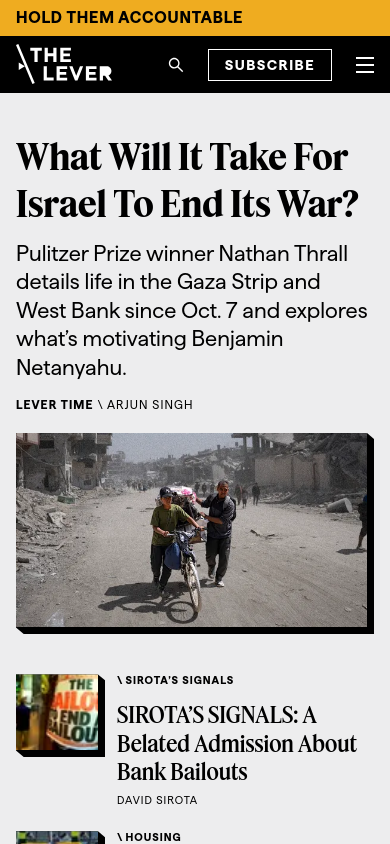 HOLD THEM ACCOUNTABLE
\THE
LEVER
SUBSCRIBE
What Will It Take For
Israel To End Its War?
Pulitzer Prize winner Nathan Thrall
details life in the Gaza Strip and
West Bank since Oct. 7 and explores
what’s motivating Benjamin
Netanyahu.
LEVER TIME \ ARJUN SINGH
THE
BAILOU
END A
BAILOUT
\ SIROTA’S SIGNALS
SIROTA’S SIGNALS: A
Belated Admission About
Bank Bailouts
DAVID SIROTA
\ HOUSING